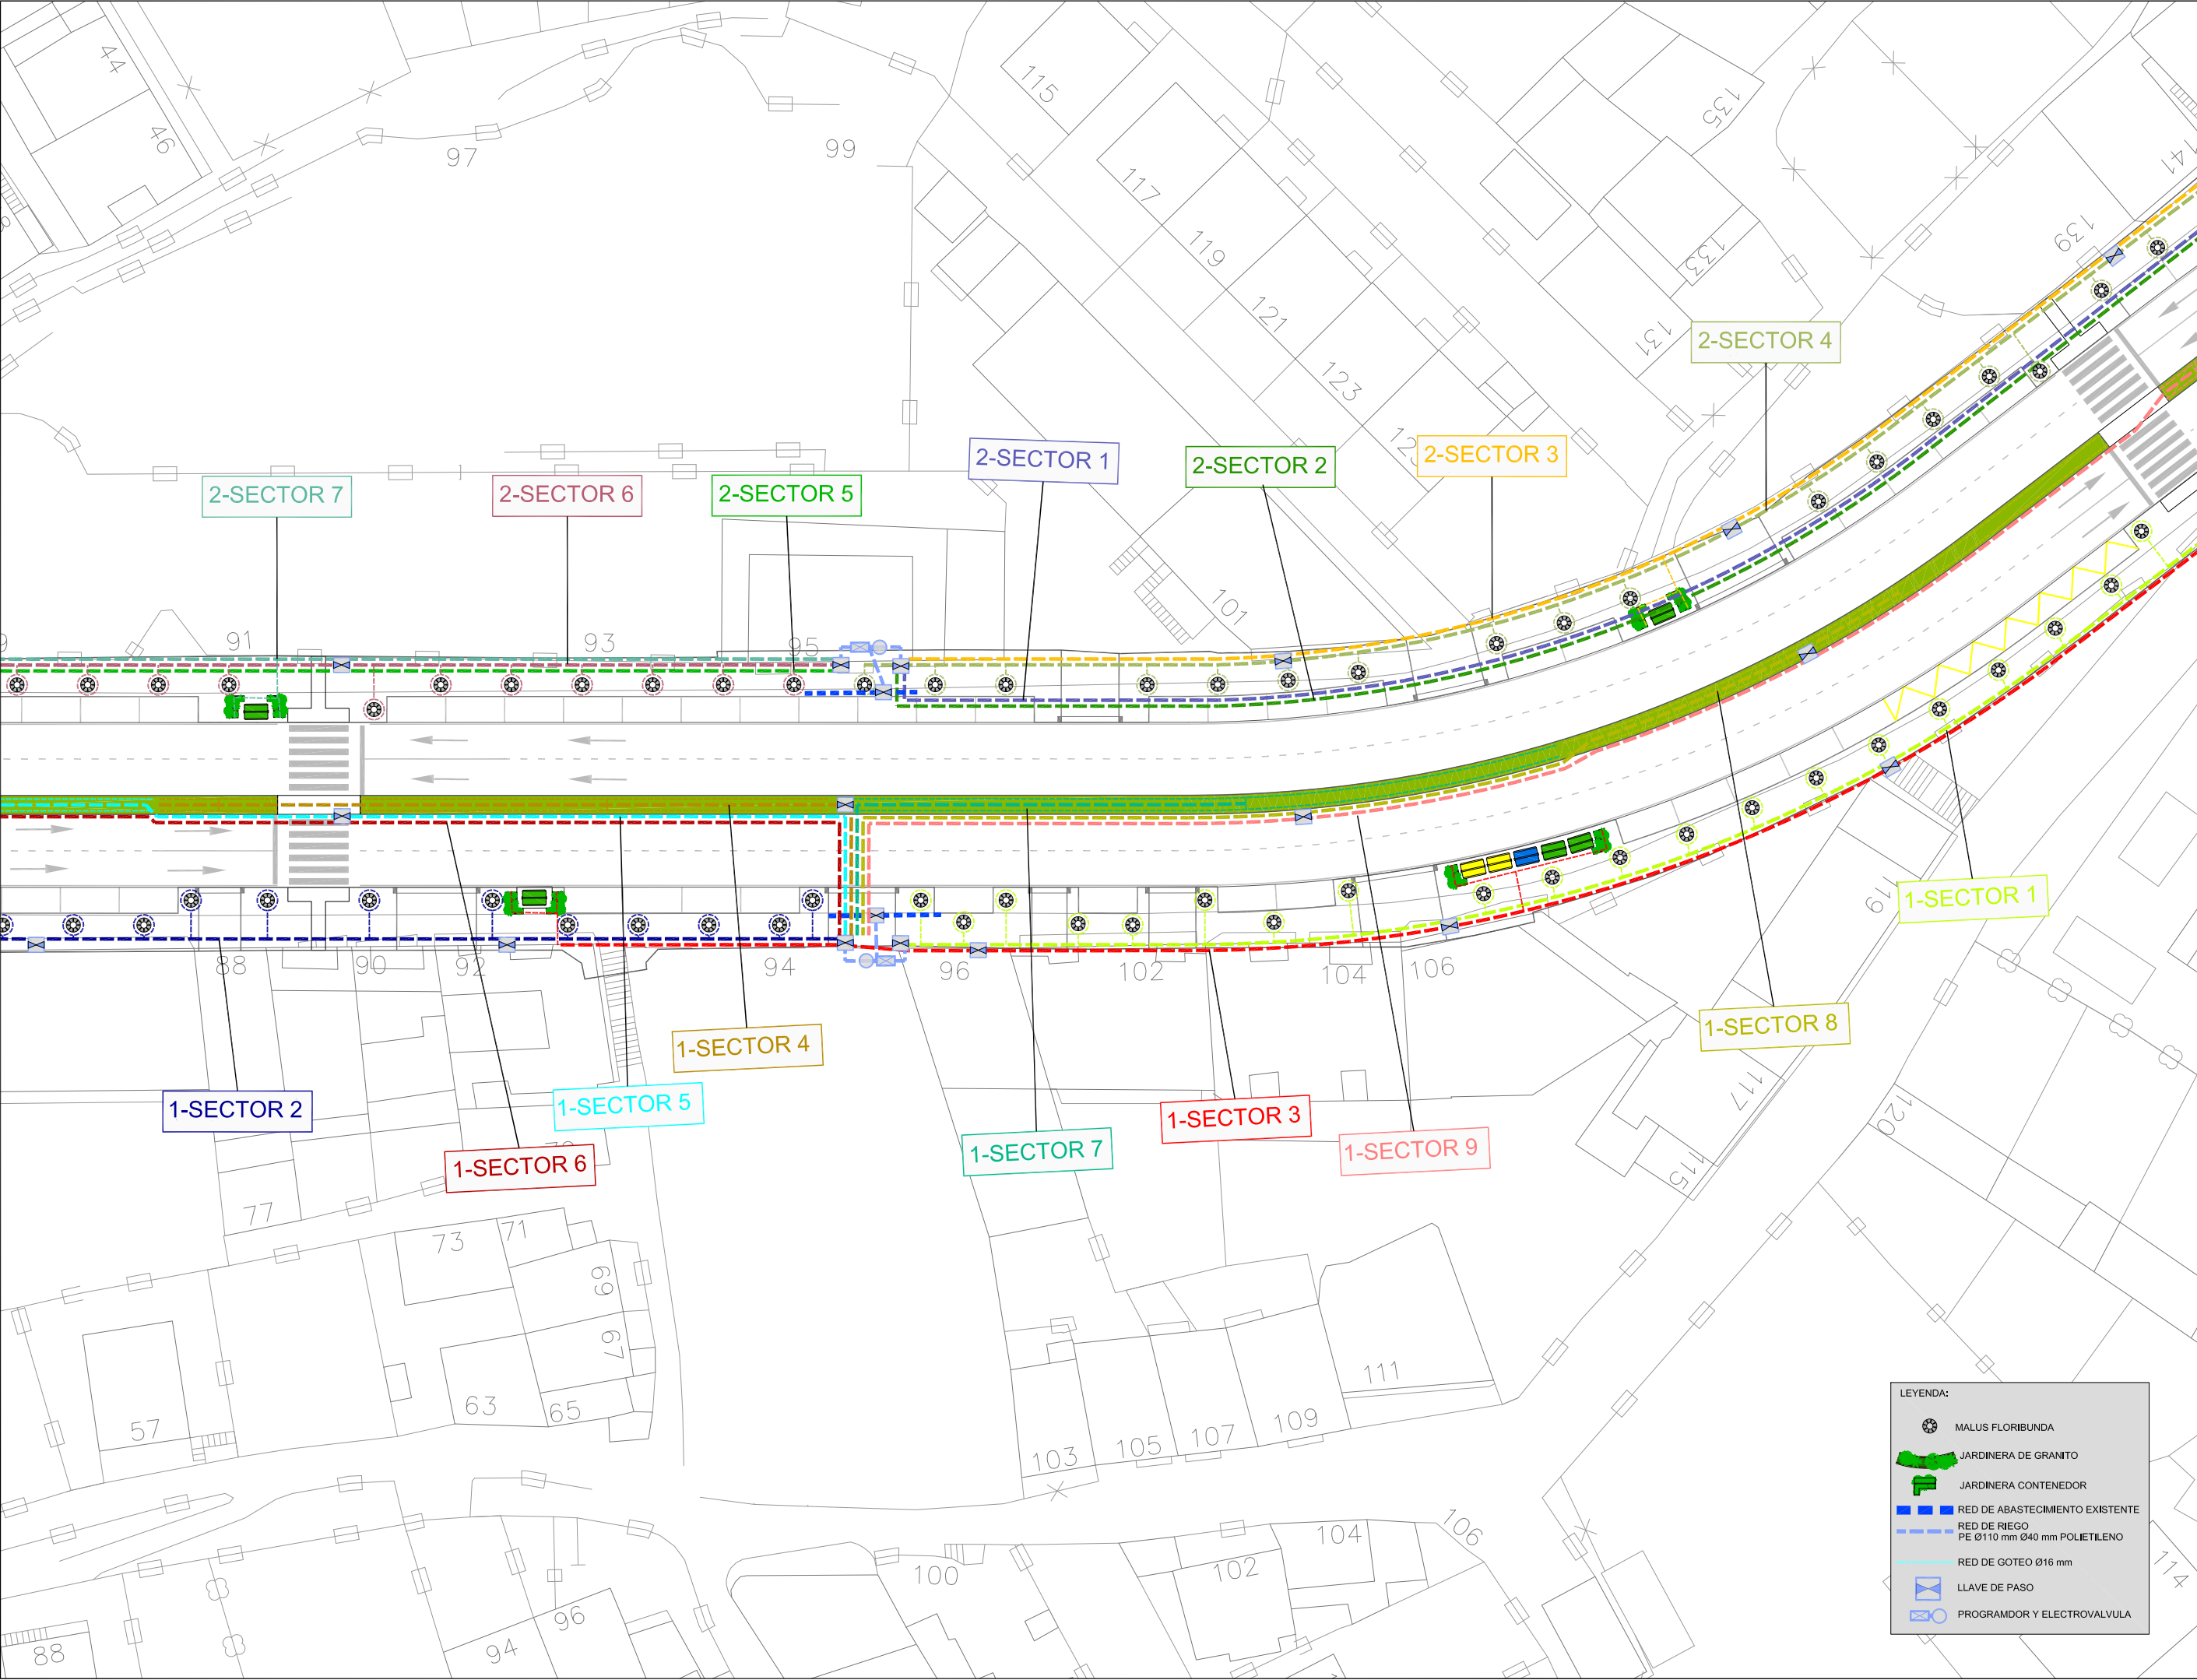 44
46
97
99
115
117
119
121
123
135
133
131
139
141
2-SECTOR 4
2-SECTOR 1
2-SECTOR 2
2-SECTOR 3
2-SECTOR 7
2-SECTOR 6
2-SECTOR 5
91
93
95
101
88
90
92
94
96
102
104
106
119
1-SECTOR 1
1-SECTOR 8
1-SECTOR 4
1-SECTOR 2
1-SECTOR 5
1-SECTOR 3
1-SECTOR 7
1-SECTOR 9
1-SECTOR 6
117
115
120
77
73
71
69
67
63
65
57
111
109
107
105
103
LEYENDA:
MALUS FLORIBUNDA
JARDINERA DE GRANITO
JARDINERA CONTENEDOR
RED DE ABASTECIMIENTO EXISTENTE
RED DE RIEGO
PE Ø110 mm Ø40 mm POLIETILENO
RED DE GOTEO Ø16 mm
LLAVE DE PASO
PROGRAMDOR Y ELECTROVALVULA
106
104
102
100
114
96
94
88